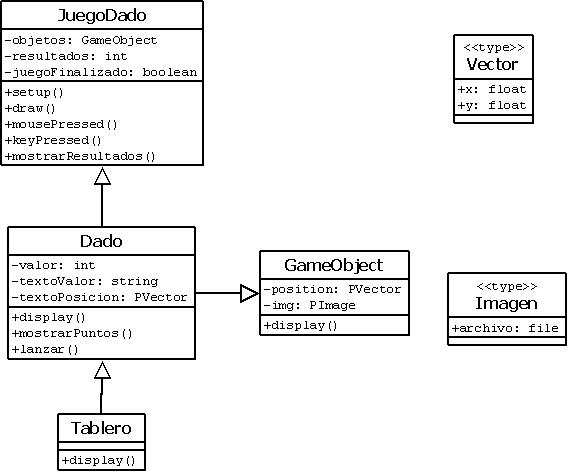 JuegoDado
-objetos: GameObject
-resultados: int
-juegoFinalizado: boolean
+setup()
+draw()
+mousePressed()
+keyPressed()
+mostrarResultados()
<<type>>
Vector
+x: float
+y: float
Dado
-valor: int
-textoValor: string
-textoPosicion: PVector
+display()
+mostrarPuntos()
+lanzar()
GameObject
-position: PVector
-img: PImage
+display()
<<type>>
Imagen
+archivo: file
Tablero
+display()